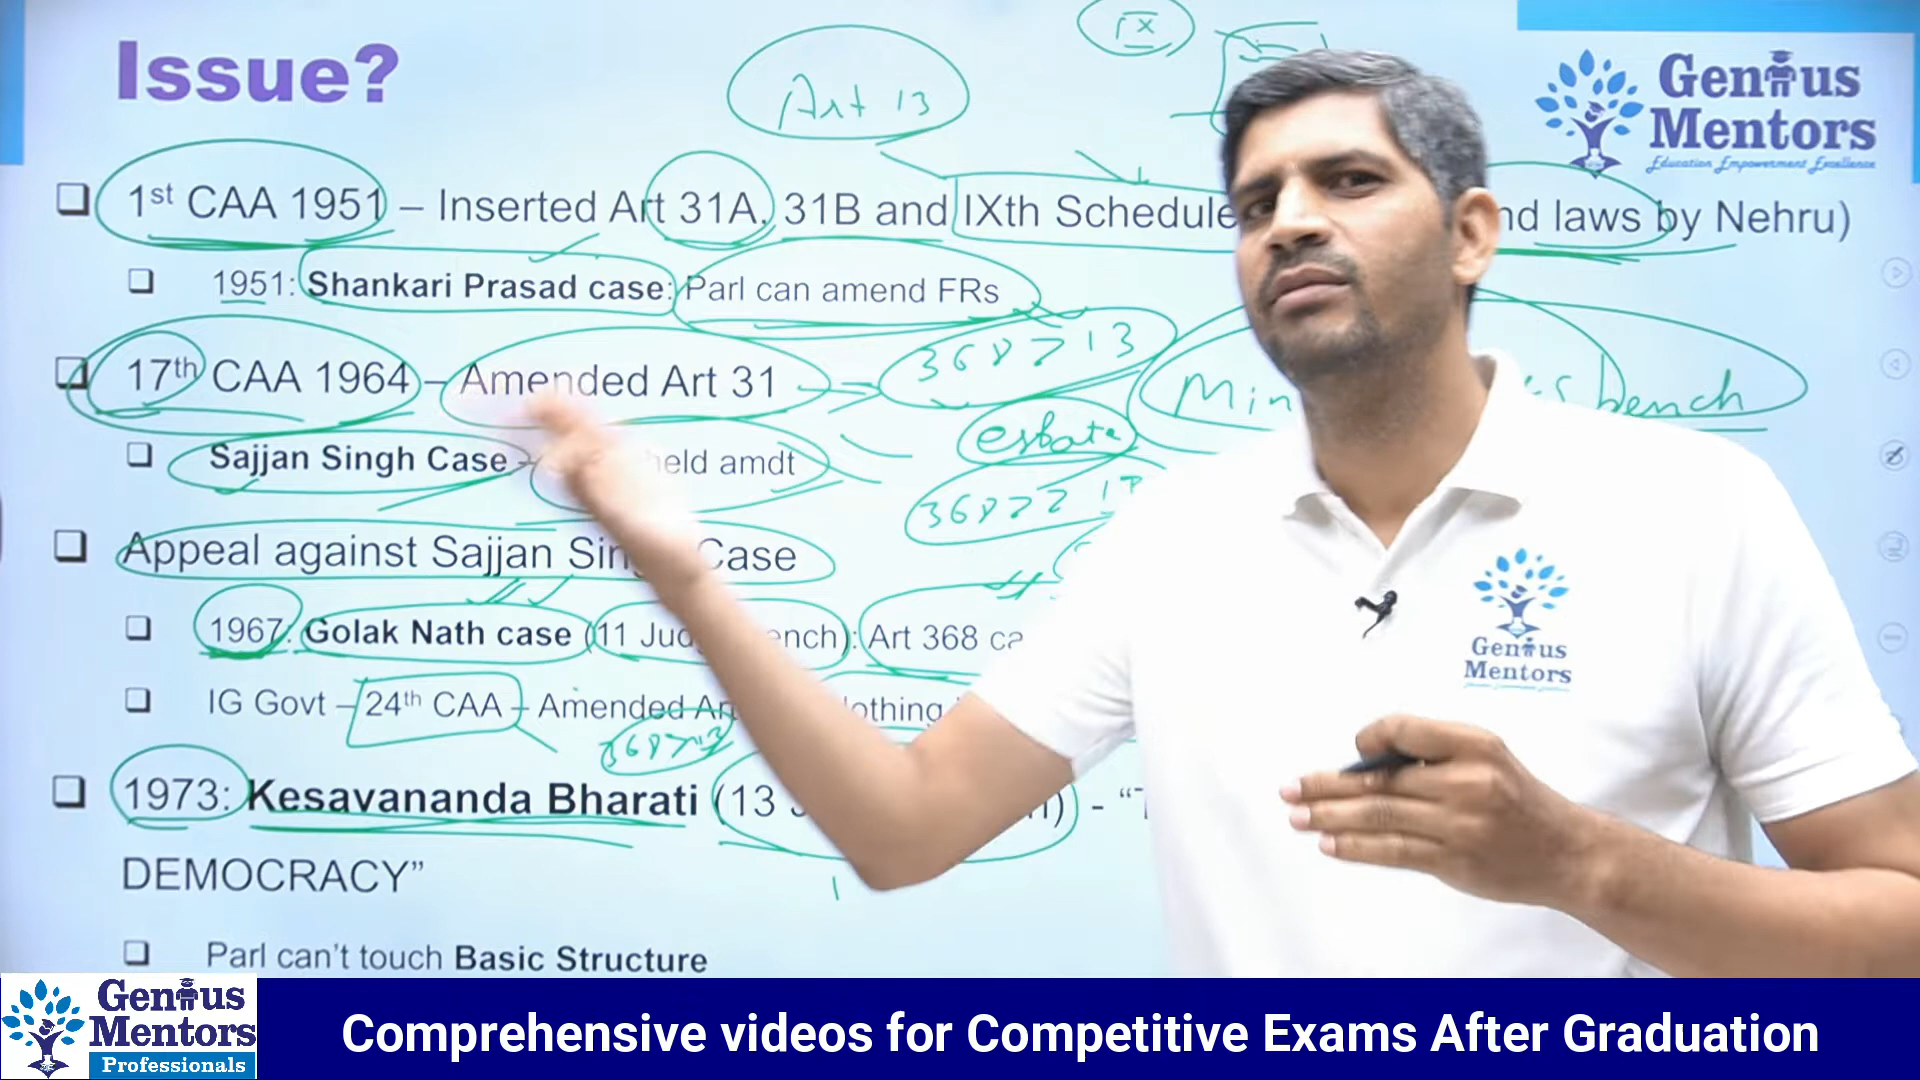 Issue?
Art 13
IX
Genius
Mentors
Education Empowerment Excellence
1st CAA 1951 – Inserted Art 31A, 31B and IXth Schedule nd laws by Nehru)
1951: Shankari Prasad case: Parl can amend FRs
368 > 13
17th CAA 1964 – Amended Art 31
Min bench
estate
Sajjan Singh Case - held amdt
368
Appeal against Sajjan Sin Case
1967: Golak Nath case (11 Jud nch): Art 368 ca
IG Govt – 24th CAA – Amended Ar othing
368 > 13
1973: Kesavananda Bharati (13 J ) - “T
DEMOCRACY”
Parl can’t touch Basic Structure
Genius
Mentors
Genius
Mentors
Professionals
Comprehensive videos for Competitive Exams After Graduation